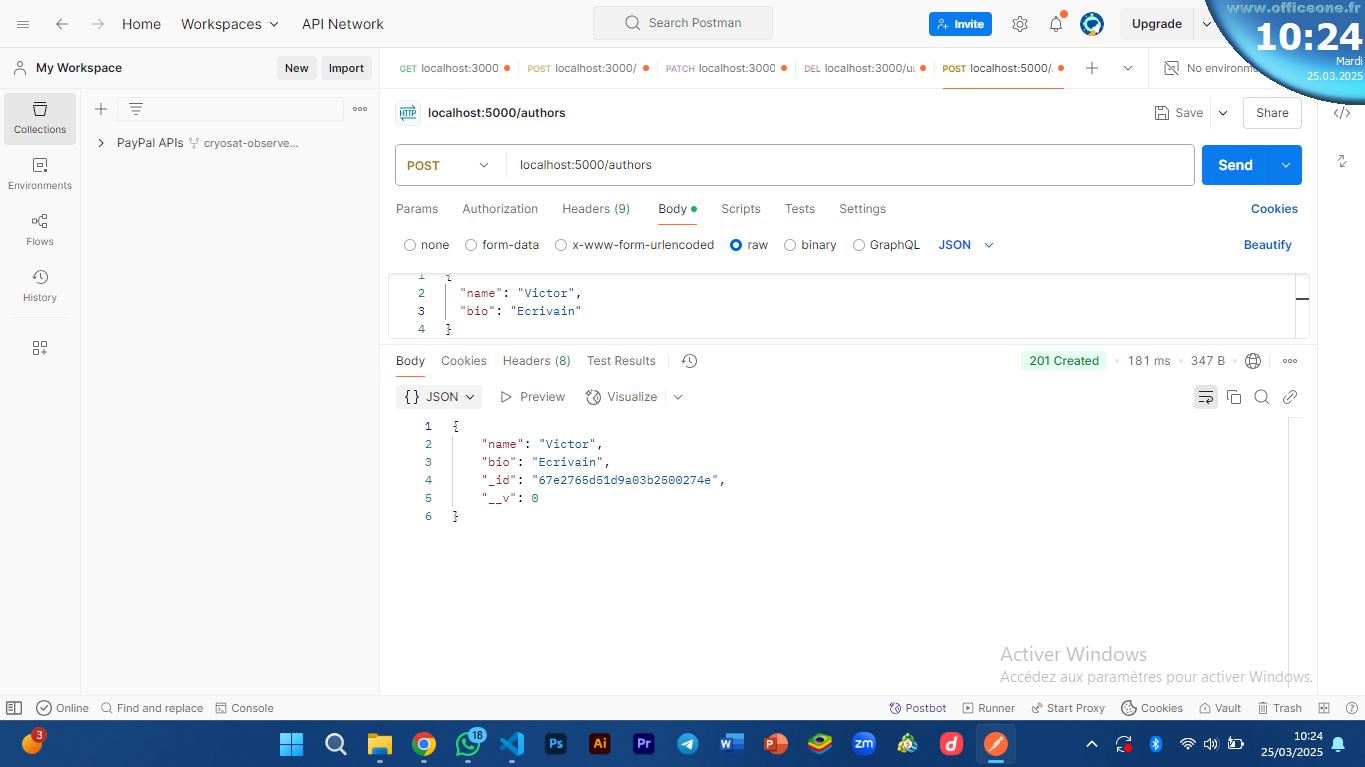 Home Workspaces API Network
Search Postman
Invite
Upgrade
www.officeone.fr
10:24
Mardi
25.03.2025
My Workspace
New Import
GET localhost:3000
POST localhost:3000/
PATCH localhost:3000
DEL localhost:3000/u
POST localhost:5000/
No environm
Collections
Environments
Flows
History
PayPal APIs cryosat-observe...
HTTP localhost:5000/authors
Save Share
POST localhost:5000/authors
Send
Params Authorization Headers (9) Body Scripts Tests Settings Cookies
none form-data x-www-form-urlencoded raw binary GraphQL JSON Beautify
1 {
2 "name": "Victor",
3 "bio": "Ecrivain"
4 }
Body Cookies Headers (8) Test Results
201 Created 181 ms 347 B
{} JSON Preview Visualize
1 {
2 "name": "Victor",
3 "bio": "Ecrivain",
4 "_id": "67e2765d51d9a03b2500274e",
5 "__v": 0
6 }
Activer Windows
Accédez aux paramètres pour activer Windows.
Online Find and replace Console
Postbot Runner Start Proxy Cookies Vault Trash
3
18
Ps
Ai
Pr
W
P
zm
d
10:24
25/03/2025